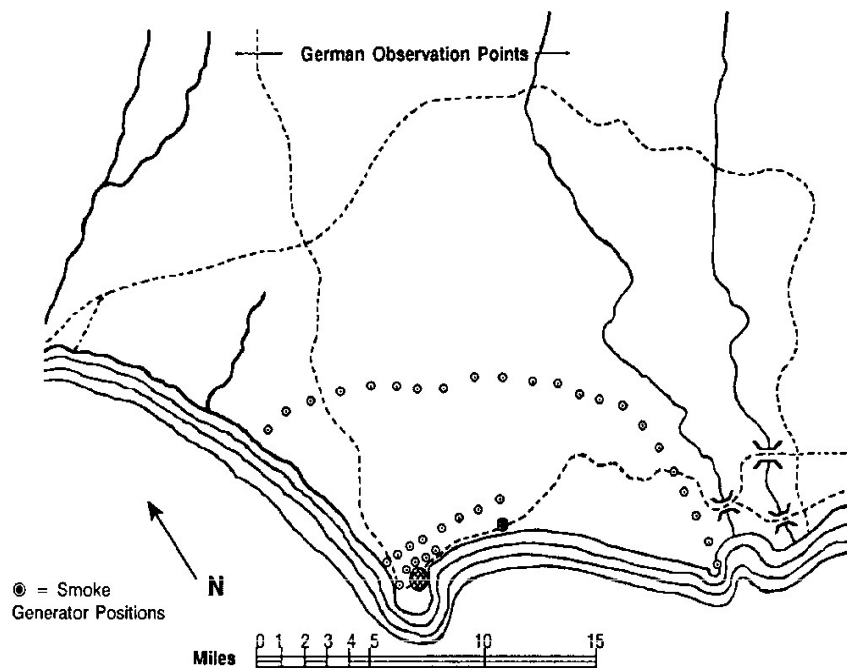 German Observation Points
N
= Smoke
Generator Positions
0 1 2 3 4 5 10 15
Miles